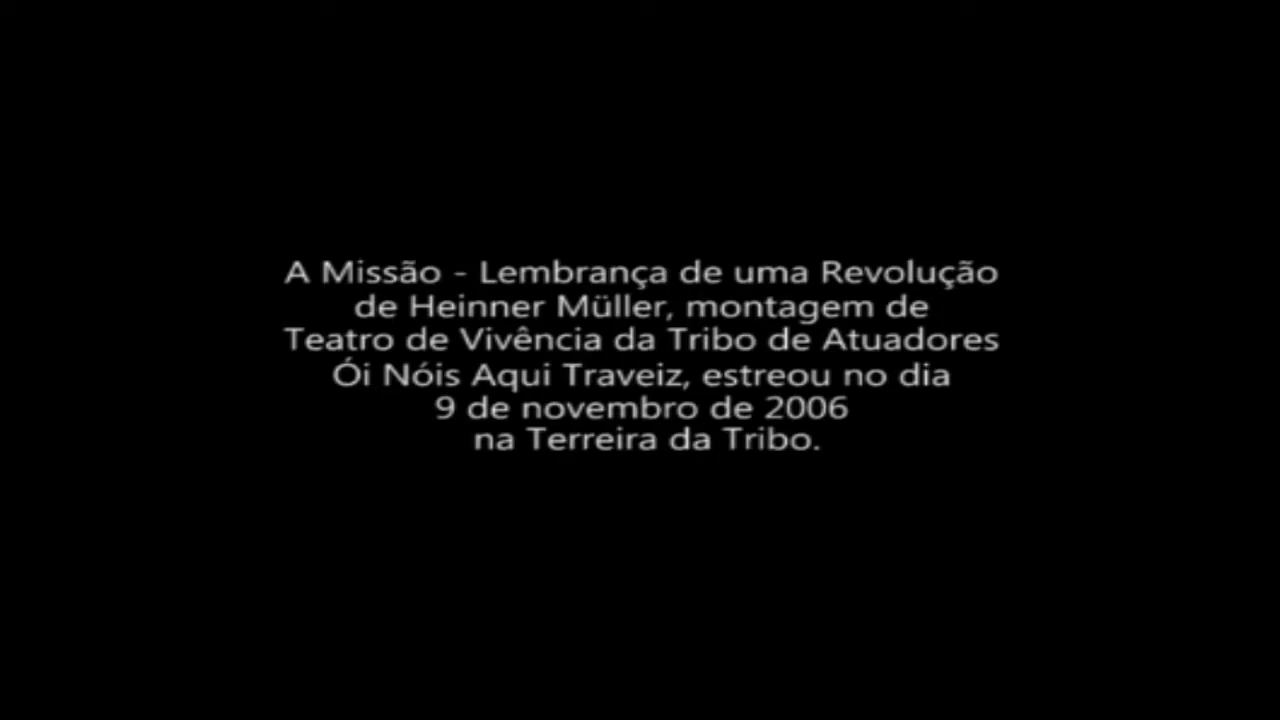 A Missão - Lembrança de uma Revolução
de Heinner Müller, montagem de
Teatro de Vivência da Tribo de Atuadores
Ói Nóis Aqui Traveiz, estreou no dia
9 de novembro de 2006
na Terreira da Tribo.